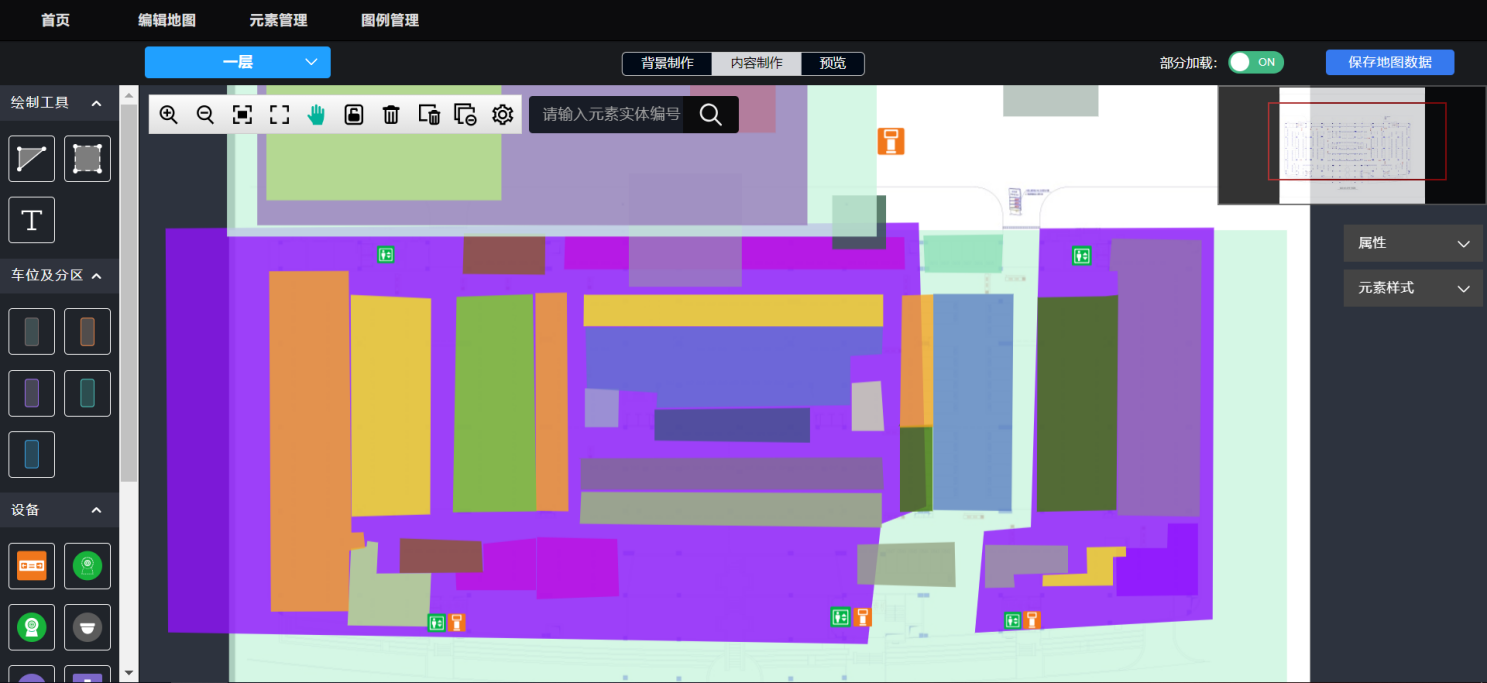 首页 编辑地图 元素管理 图例管理
一层 背景制作 内容制作 预览 部分加载: ON 保存地图数据
绘制工具
请输入元素实体编号
T
属性
车位及分区
元素样式
设备